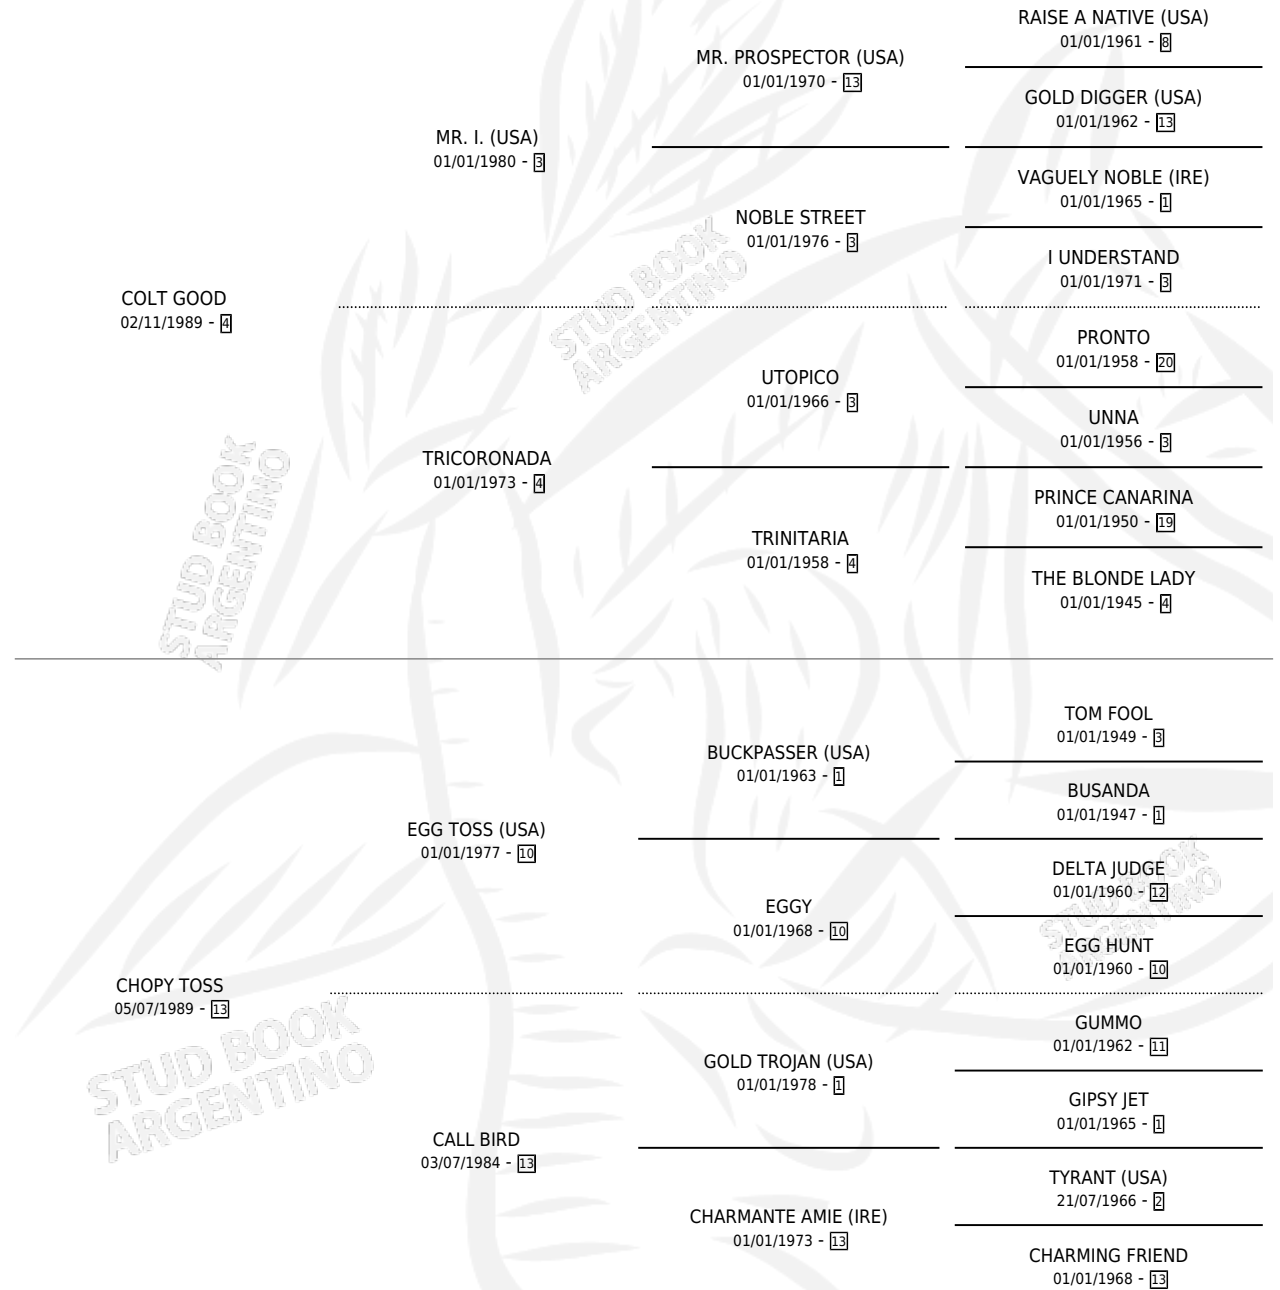 RAISE A NATIVE (USA)
01/01/1961 - 8
MR. PROSPECTOR (USA)
01/01/1970 - 13
GOLD DIGGER (USA)
01/01/1962 - 13
MR. I. (USA)
01/01/1980 - 3
VAGUELY NOBLE (IRE)
01/01/1965 - 1
NOBLE STREET
01/01/1976 - 3
I UNDERSTAND
01/01/1971 - 3
COLT GOOD
02/11/1989 - 4
STUD BOOK
ARGENTINO
PRONTO
01/01/1958 - 20
UTOPICO
01/01/1966 - 3
UNNA
01/01/1956 - 3
TRICORONADA
01/01/1973 - 4
PRINCE CANARINA
01/01/1950 - 19
TRINITARIA
01/01/1958 - 4
THE BLONDE LADY
01/01/1945 - 4
STUD BOOK
ARGENTINO
TOM FOOL
01/01/1949 - 3
BUCKPASSER (USA)
01/01/1963 - 1
BUSANDA
01/01/1947 - 1
EGG TOSS (USA)
01/01/1977 - 10
DELTA JUDGE
01/01/1960 - 12
STUD BOOK
ARGENTINO
EGGY
01/01/1968 - 10
EGG HUNT
01/01/1960 - 10
CHOPY TOSS
05/07/1989 - 13
STUD BOOK
ARGENTINO
GUMMO
01/01/1962 - 11
GOLD TROJAN (USA)
01/01/1978 - 1
GIPSY JET
01/01/1965 - 1
CALL BIRD
03/07/1984 - 13
TYRANT (USA)
21/07/1966 - 2
CHARMANTE AMIE (IRE)
01/01/1973 - 13
CHARMING FRIEND
01/01/1968 - 13